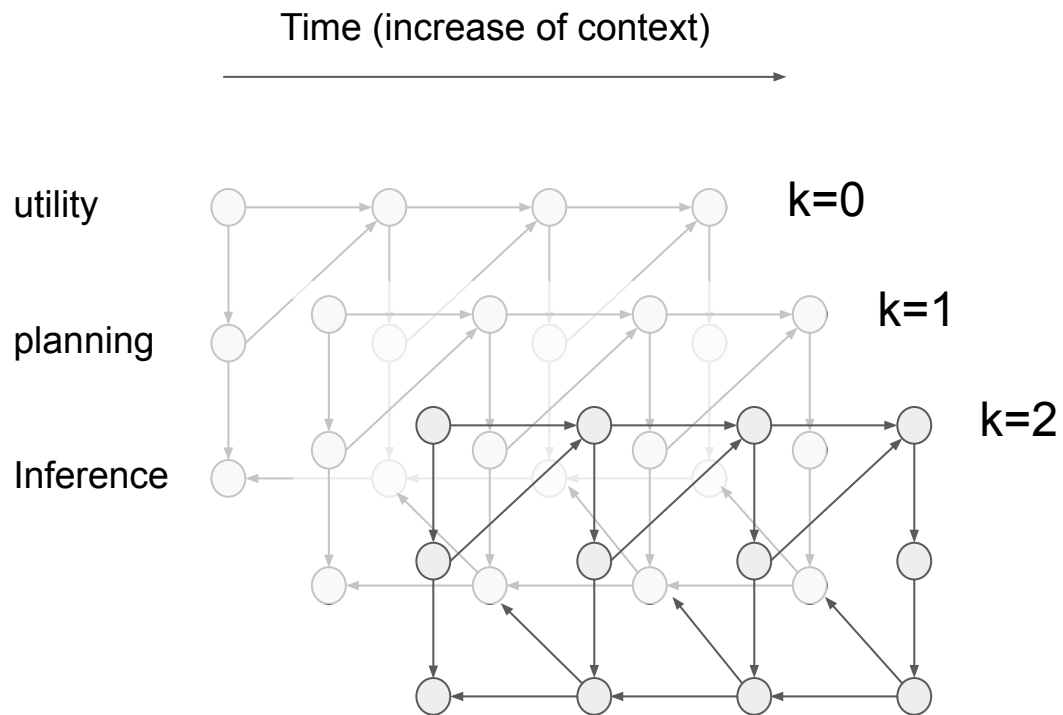 Time (increase of context)
utility
k=0
k=1
planning
k=2
Inference